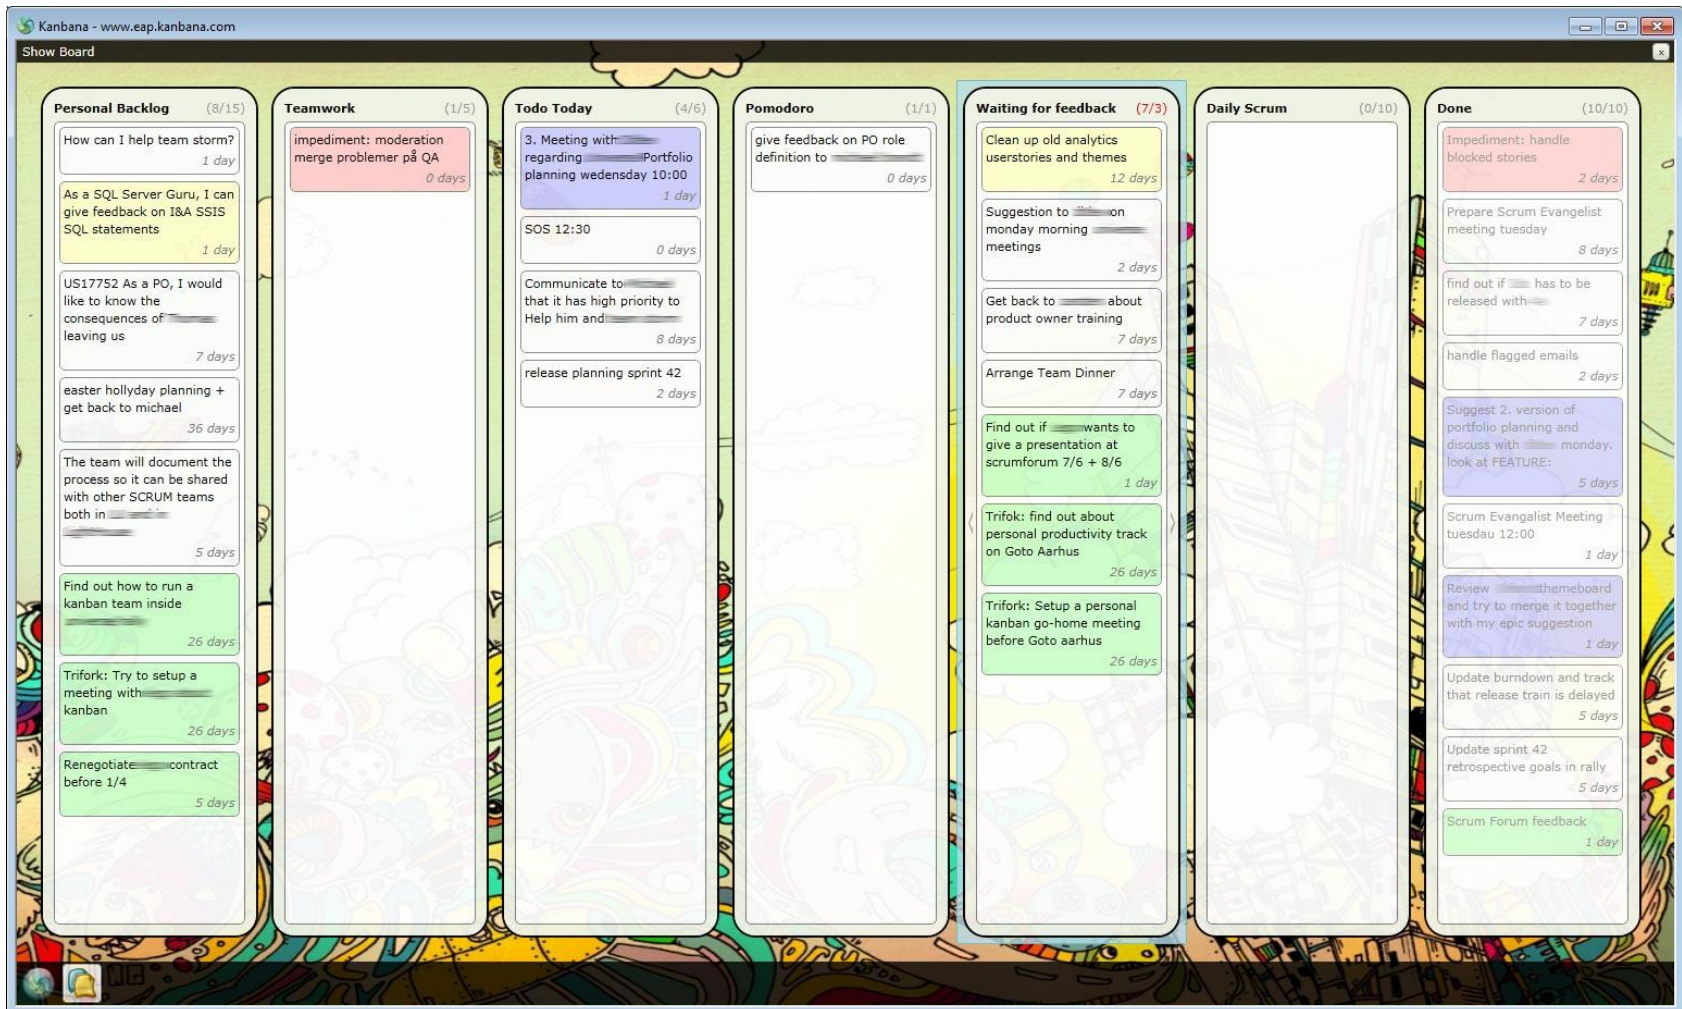 Kanbana - www.eap.kanbana.com
Show Board
Personal Backlog (8/15)
How can I help team storm?
1 day
As a SQL Server Guru, I can
give feedback on I&A SSIS
SQL statements
1 day
US17752 As a PO, I would
like to know the
consequences of
leaving us
7 days
easter hollyday planning +
get back to michael
36 days
The team will document the
process so it can be shared
with other SCRUM teams
both in
5 days
Find out how to run a
kanban team inside
26 days
Trifork: Try to setup a
meeting with
kanban
26 days
Renegotiate contract
before 1/4
5 days
Teamwork (1/5)
impediment: moderation
merge problemer på QA
0 days
Todo Today (4/6)
3. Meeting with
regarding Portfolio
planning wedensday 10:00
1 day
SOS 12:30
0 days
Communicate to
that it has high priority to
Help him and
8 days
release planning sprint 42
2 days
Pomodoro (1/1)
give feedback on PO role
definition to
0 days
Waiting for feedback (7/3)
Clean up old analytics
userstories and themes
12 days
Suggestion to on
monday morning
meetings
2 days
Get back to about
product owner training
7 days
Arrange Team Dinner
7 days
Find out if wants to
give a presentation at
scrumforum 7/6 + 8/6
1 day
Trifok: find out about
personal productivity track
on Goto Aarhus
26 days
Trifork: Setup a personal
kanban go-home meeting
before Goto aarhus
26 days
Daily Scrum (0/10)
Done (10/10)
Impediment: handle
blocked stories
2 days
Prepare Scrum Evangelist
meeting tuesday
8 days
find out if has to be
released with
7 days
handle flagged emails
2 days
Suggest 2. version of
portfolio planning and
discuss with monday.
look at FEATURE:
5 days
Scrum Evangalist Meeting
tuesdau 12:00
1 day
Review themeboard
and try to merge it together
with my epic suggestion
1 day
Update burndown and track
that release train is delayed
5 days
Update sprint 42
retrospective goals in rally
5 days
Scrum Forum feedback
1 day